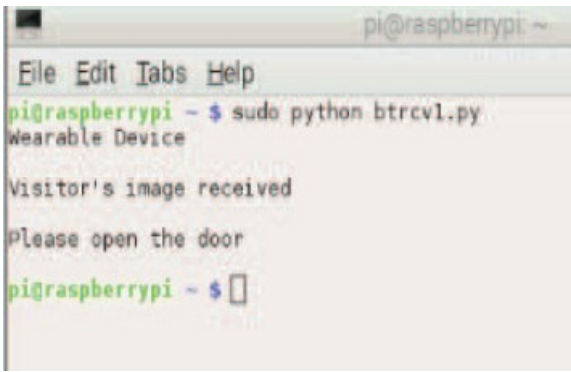 pi@raspberrypi: ~
File Edit Tabs Help
pi@raspberrypi ~ $ sudo python btrcv1.py
Wearable Device
Visitor's image received
Please open the door
pi@raspberrypi ~ $